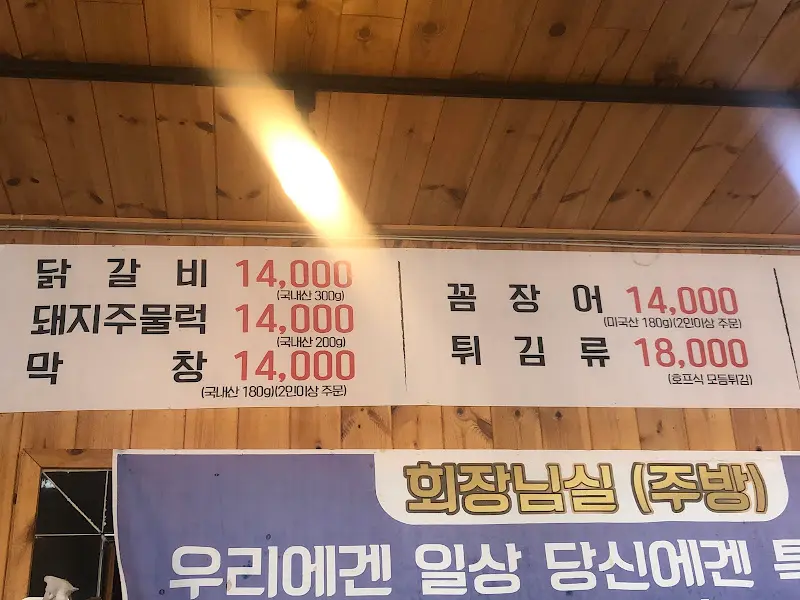 닭 갈 비 14,000
(국내산 300g)
돼지주물럭 14,000
(국내산 200g)
막 창 14,000
(국내산 180g)(2인이상 주문)
꼼 장 어 14,000
(미국산 180g)(2인이상 주문)
튀 김 류 18,000
(호프식 모듬튀김)
회장님실 (주방)
우리에겐 일상 당신에겐